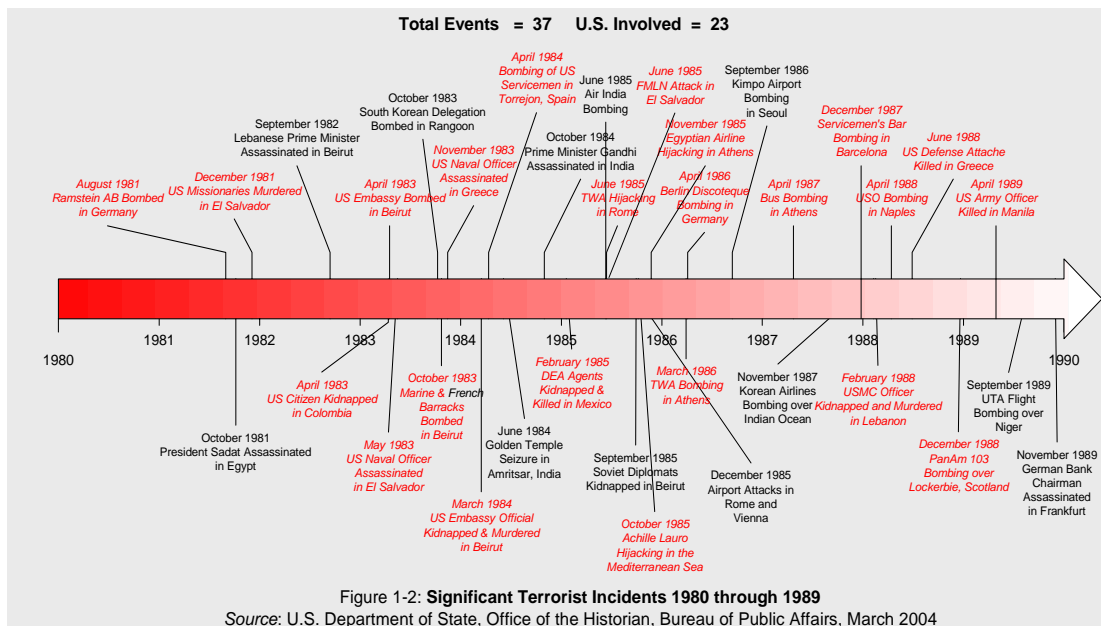 Total Events = 37 U.S. Involved = 23
August 1981
Ramstein AB Bombed
in Germany
December 1981
US Missionaries Murdered
in El Salvador
September 1982
Lebanese Prime Minister
Assassinated in Beirut
April 1983
US Embassy Bombed
in Beirut
October 1983
South Korean Delegation
Bombed in Rangoon
November 1983
US Naval Officer
Assassinated
in Greece
April 1984
Bombing of US
Servicemen in
Torrejon, Spain
October 1984
Prime Minister Gandhi
Assassinated in India
June 1985
Air India
Bombing
June 1985
TWA Hijacking
in Rome
June 1985
FMLN Attack in
El Salvador
November 1985
Egyptian Airline
Hijacking in Athens
April 1986
Berlin Discoteque
Bombing in
Germany
September 1986
Kimpo Airport
Bombing
in Seoul
April 1987
Bus Bombing
in Athens
December 1987
Servicemen's Bar
Bombing in
Barcelona
April 1988
USO Bombing
in Naples
June 1988
US Defense Attache
Killed in Greece
April 1989
US Army Officer
Killed in Manila
1980
1981
1982
1983
1984
1985
1986
1987
1988
1989
1990
October 1981
President Sadat Assassinated
in Egypt
April 1983
US Citizen Kidnapped
in Colombia
May 1983
US Naval Officer
Assassinated
in El Salvador
October 1983
Marine & French
Barracks
Bombed
in Beirut
March 1984
US Embassy Official
Kidnapped & Murdered
in Beirut
June 1984
Golden Temple
Seizure in
Amritsar, India
February 1985
DEA Agents
Kidnapped &
Killed in Mexico
September 1985
Soviet Diplomats
Kidnapped in Beirut
October 1985
Achille Lauro
Hijacking in the
Mediterranean Sea
March 1986
TWA Bombing
in Athens
December 1985
Airport Attacks in
Rome and
Vienna
November 1987
Korean Airlines
Bombing over
Indian Ocean
February 1988
USMC Officer
Kidnapped and Murdered
in Lebanon
December 1988
PanAm 103
Bombing over
Lockerbie, Scotland
September 1989
UTA Flight
Bombing over
Niger
November 1989
German Bank
Chairman
Assassinated
in Frankfurt
Figure 1-2: Significant Terrorist Incidents 1980 through 1989
Source: U.S. Department of State, Office of the Historian, Bureau of Public Affairs, March 2004